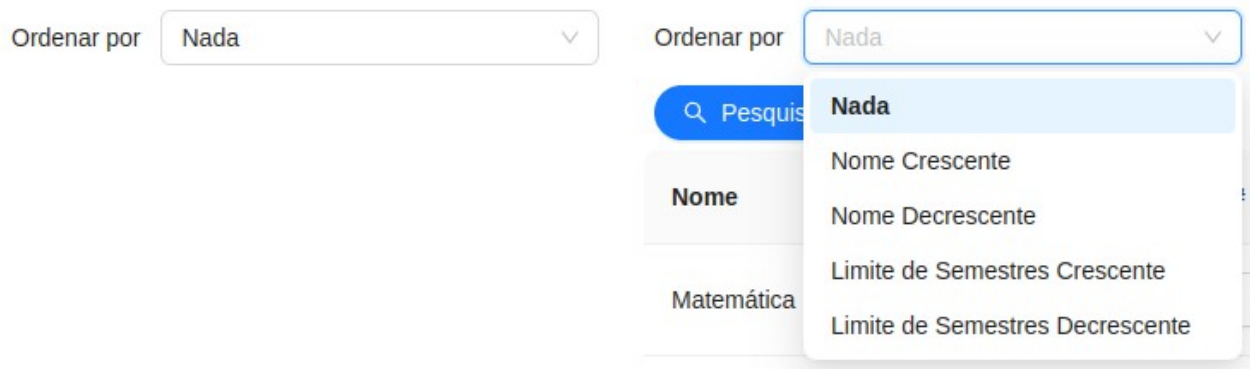 Ordenar por Nada
Ordenar por Nada
Pesquis
Nada
Nome Crescente
Nome
Nome Decrescente
Limite de Semestres Crescente
Matemática
Limite de Semestres Decrescente